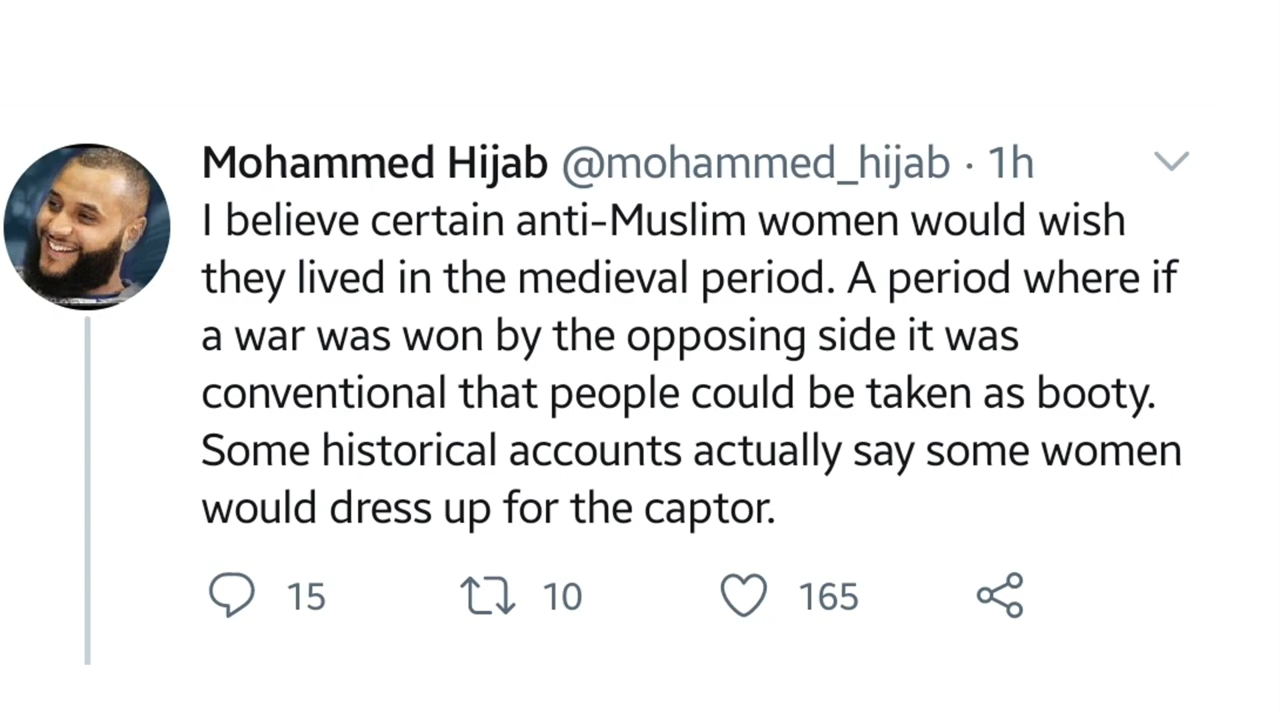 Mohammed Hijab @mohammed_hijab · 1h
I believe certain anti-Muslim women would wish
they lived in the medieval period. A period where if
a war was won by the opposing side it was
conventional that people could be taken as booty.
Some historical accounts actually say some women
would dress up for the captor.
15 10 165